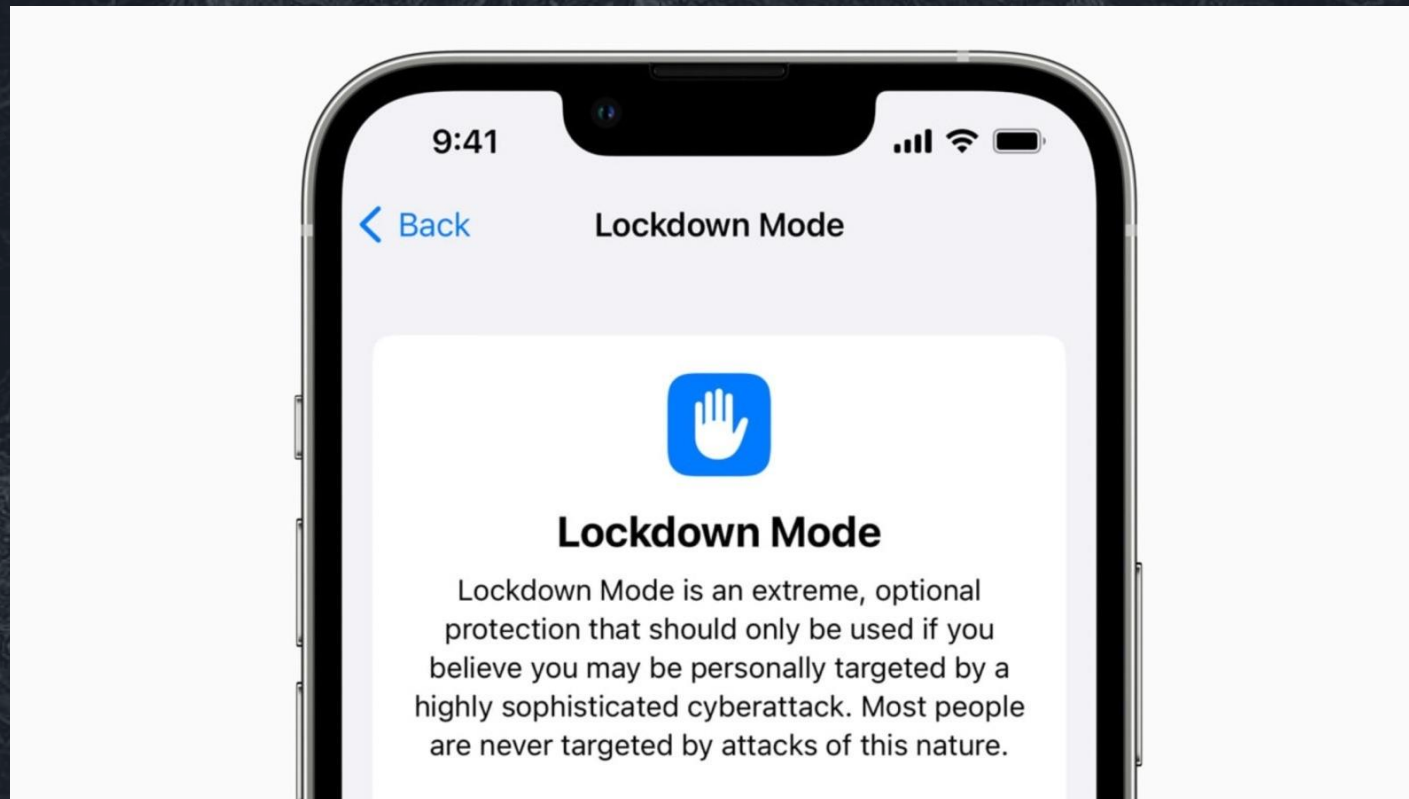 9:41
Back
Lockdown Mode
Lockdown Mode
Lockdown Mode is an extreme, optional
protection that should only be used if you
believe you may be personally targeted by a
highly sophisticated cyberattack. Most people
are never targeted by attacks of this nature.